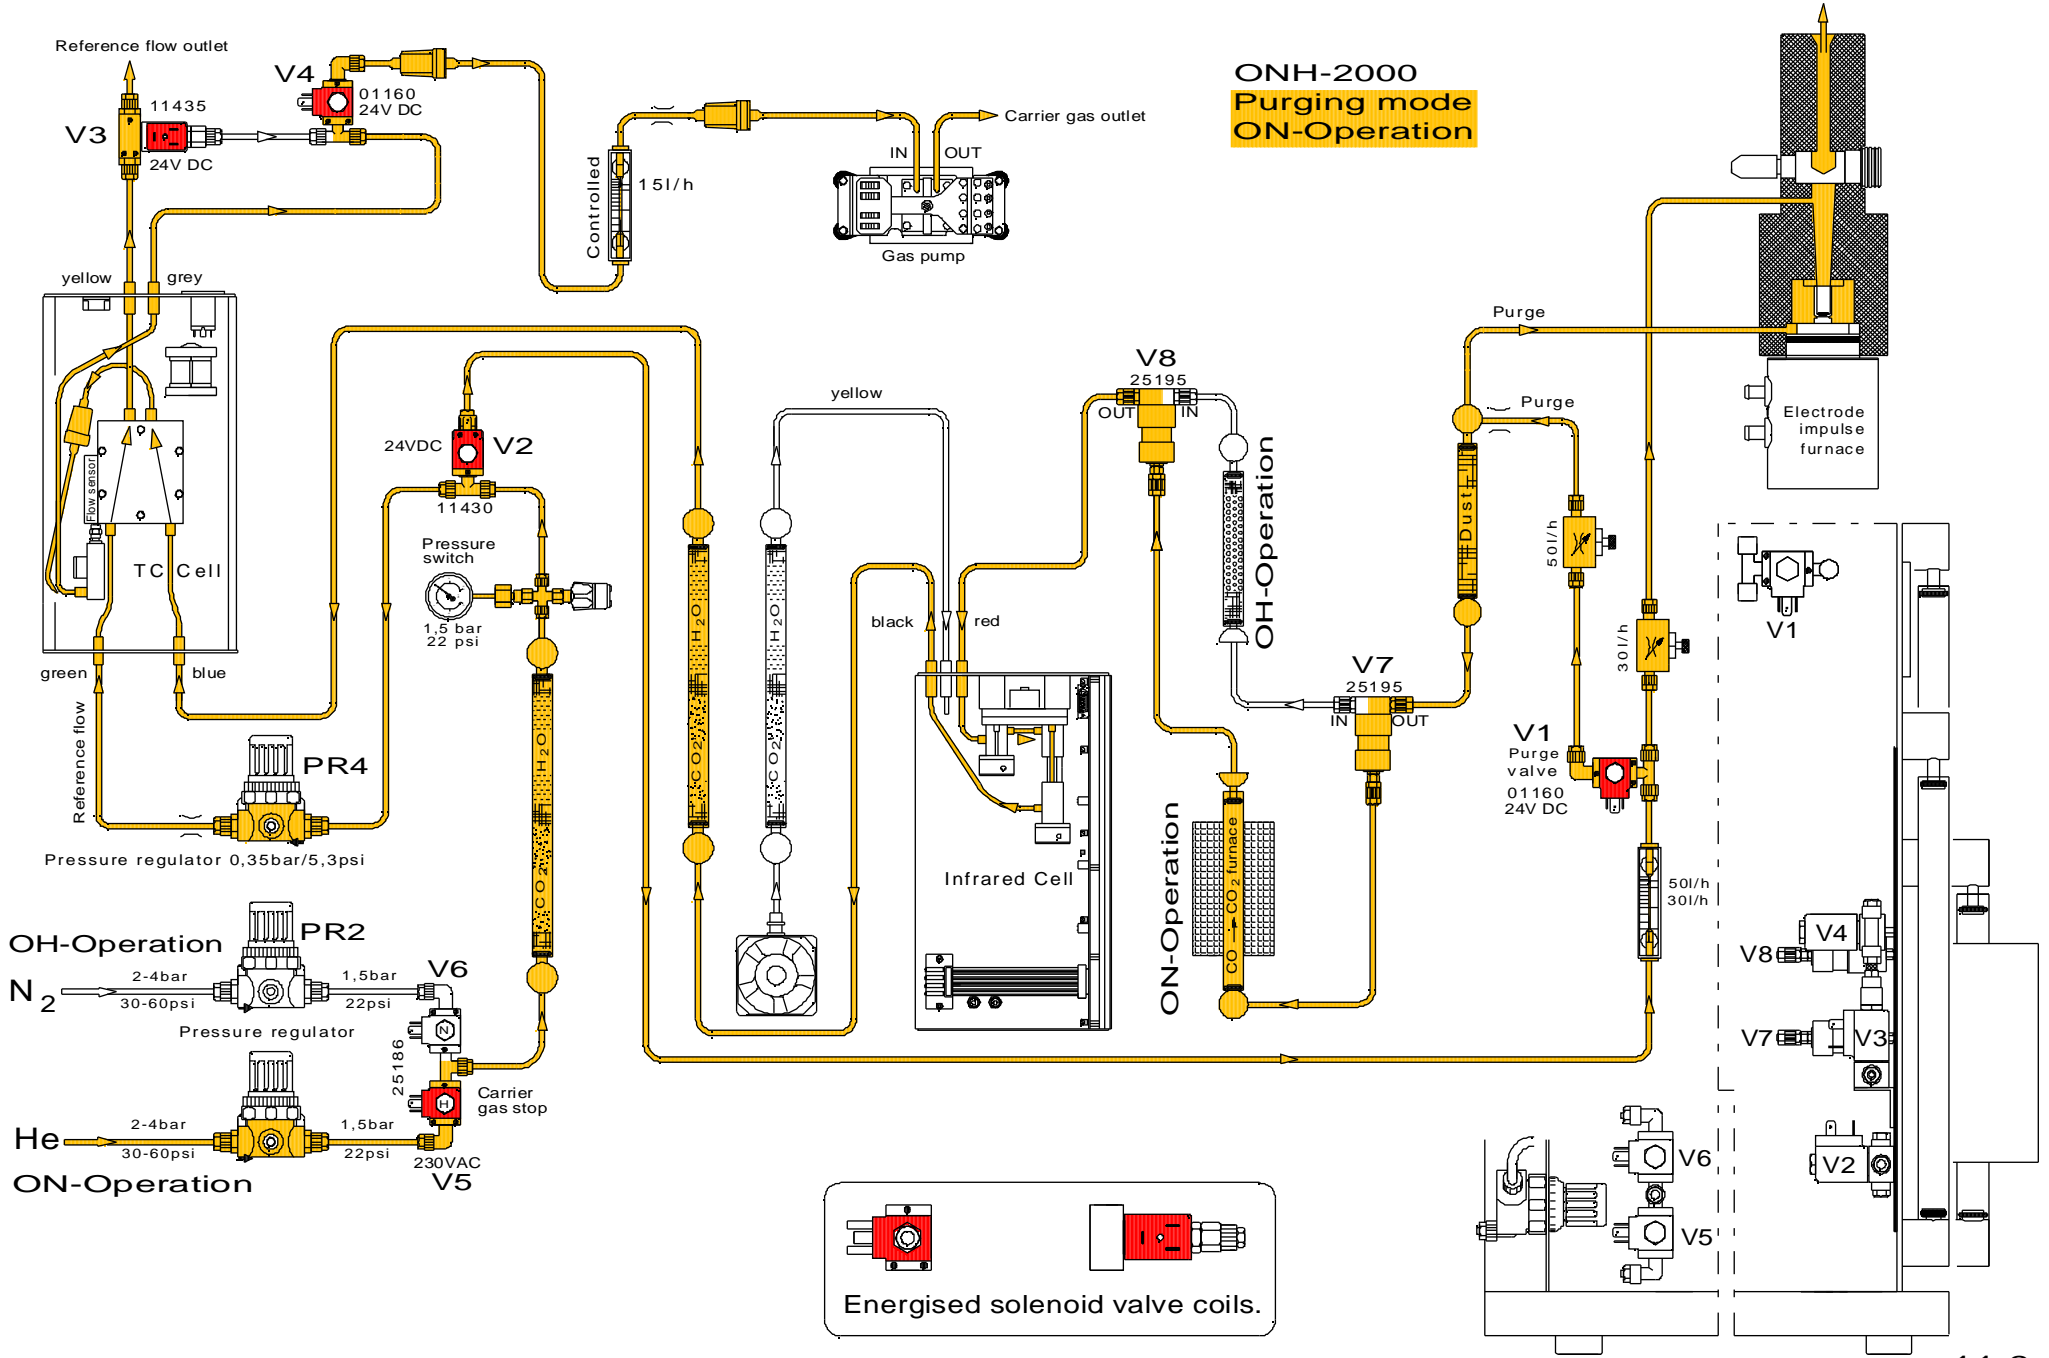 Reference flow outlet
V4
01160
24V DC
11435
V3
24V DC
Controlled
15l/h
IN
OUT
Carrier gas outlet
Gas pump
ONH-2000
Purging mode
ON-Operation
yellow
grey
Flow sensor
TC Cell
green
blue
Reference flow
PR4
Pressure regulator 0,35bar/5,3psi
24VDC
V2
11430
Pressure
switch
1,5 bar
22 psi
CO2 H2O
CO2 H2O
CO2 H2O
yellow
black
red
Infrared Cell
V8
25195
OUT
IN
OH-Operation
V7
25195
IN
OUT
ON-Operation
CO → CO2 furnace
Dust
Purge
Purge
50l/h
30l/h
V1
Purge
valve
01160
24V DC
50l/h
30l/h
Electrode
impulse
furnace
V1
V4
V8
V7
V3
V2
V6
V5
OH-Operation
N2
2-4bar
30-60psi
PR2
1,5bar
22psi
V6
N
Pressure regulator
25186
H
Carrier
gas stop
He
2-4bar
30-60psi
1,5bar
22psi
230VAC
V5
ON-Operation
Energised solenoid valve coils.